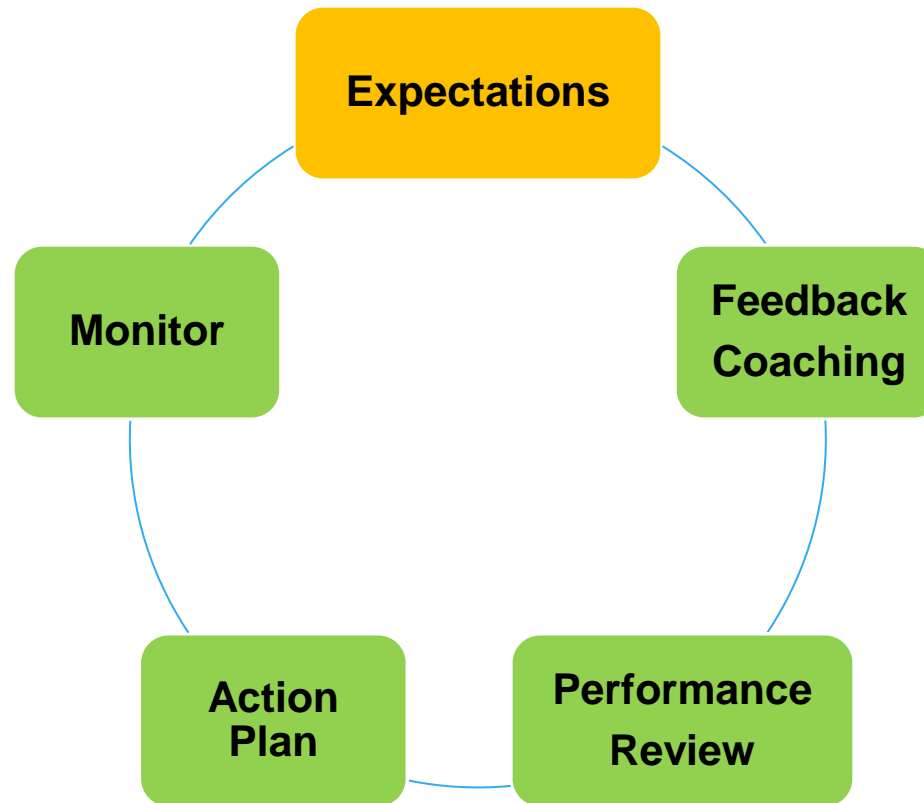 Expectations
Feedback
Coaching
Performance
Review
Action
Plan
Monitor